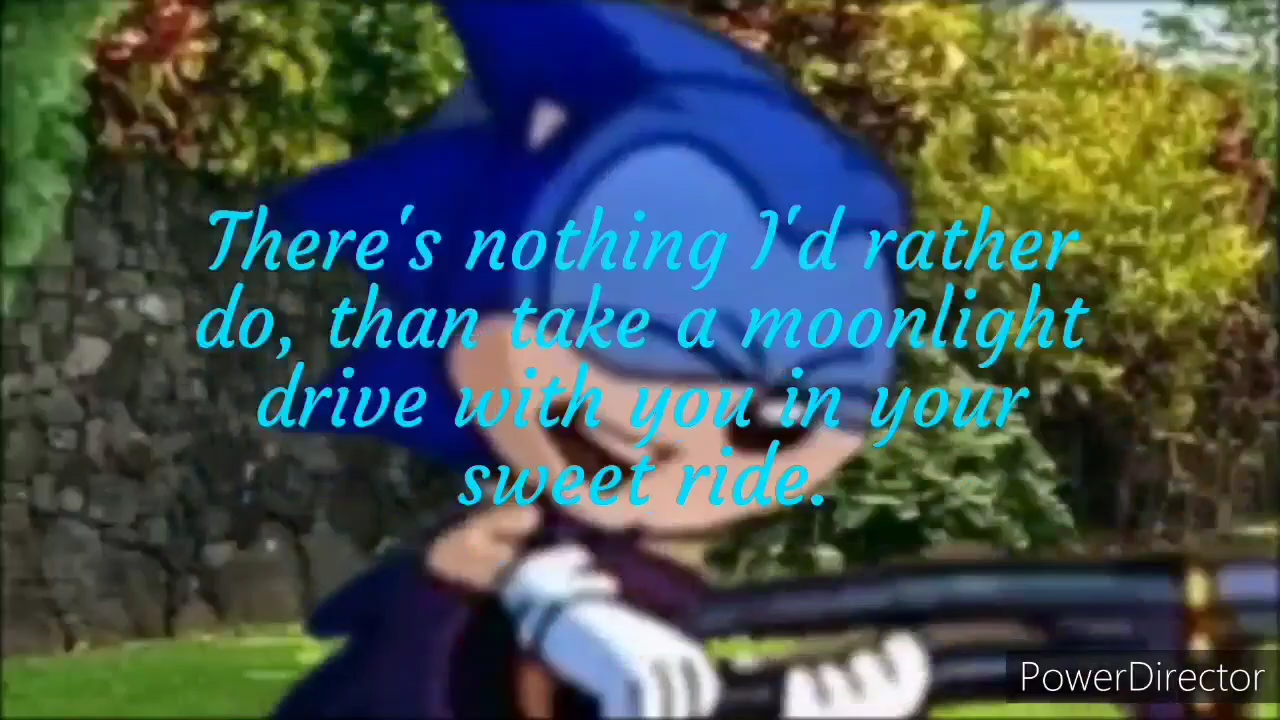 There's nothing I'd rather
do, than take a moonlight
drive with you in your
sweet ride.
PowerDirector